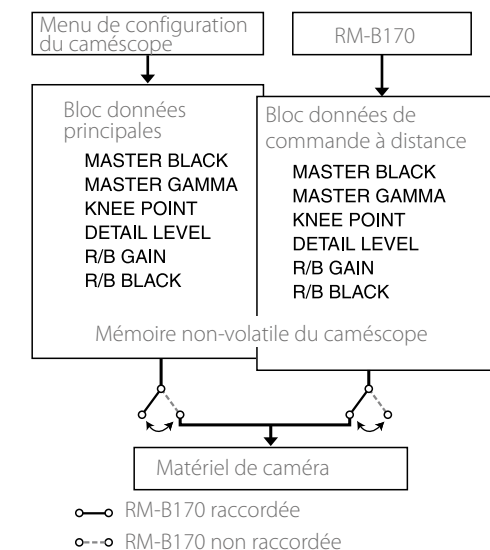 Menu de configuration
du caméscope
RM-B170
Bloc données
principales
MASTER BLACK
MASTER GAMMA
KNEE POINT
DETAIL LEVEL
R/B GAIN
R/B BLACK
Bloc données de
commande à distance
MASTER BLACK
MASTER GAMMA
KNEE POINT
DETAIL LEVEL
R/B GAIN
R/B BLACK
Mémoire non-volatile du caméscope
Matériel de caméra
RM-B170 raccordée
RM-B170 non raccordée